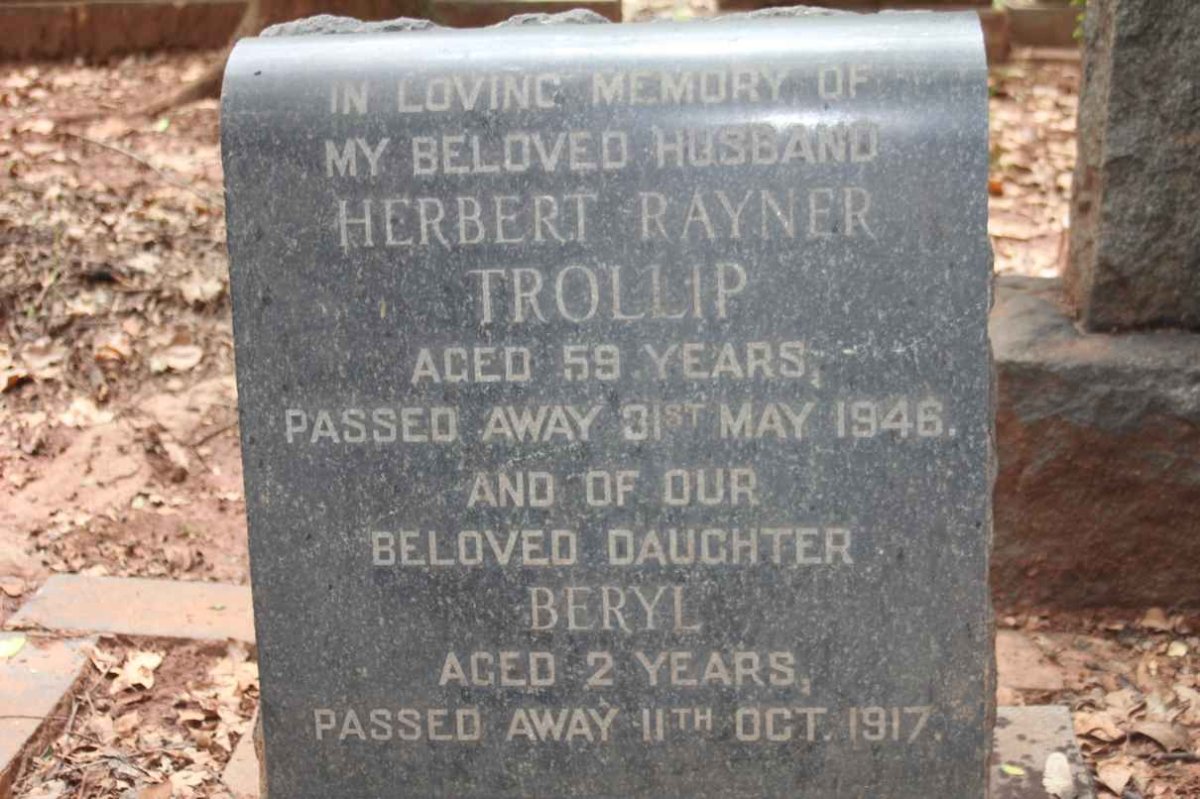 IN LOVING MEMORY OF
MY BELOVED HUSBAND
HERBERT RAYNER
TROLLIP
AGED 59 YEARS,
PASSED AWAY 31ST MAY 1946.
AND OF OUR
BELOVED DAUGHTER
BERYL
AGED 2 YEARS,
PASSED AWAY 11TH OCT. 1917.